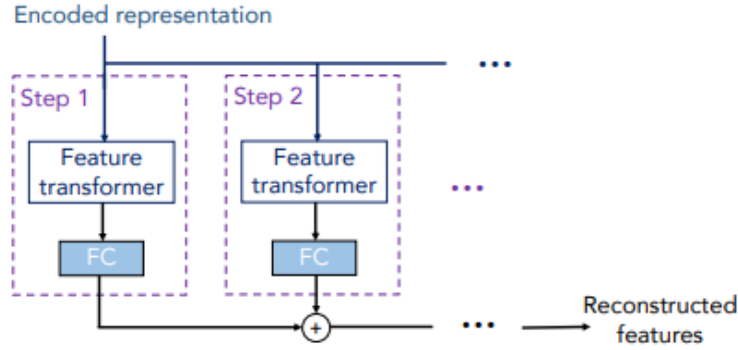 Encoded representation
...
Step 1
Step 2
Feature
transformer
Feature
transformer
...
FC
FC
+
...
Reconstructed
features